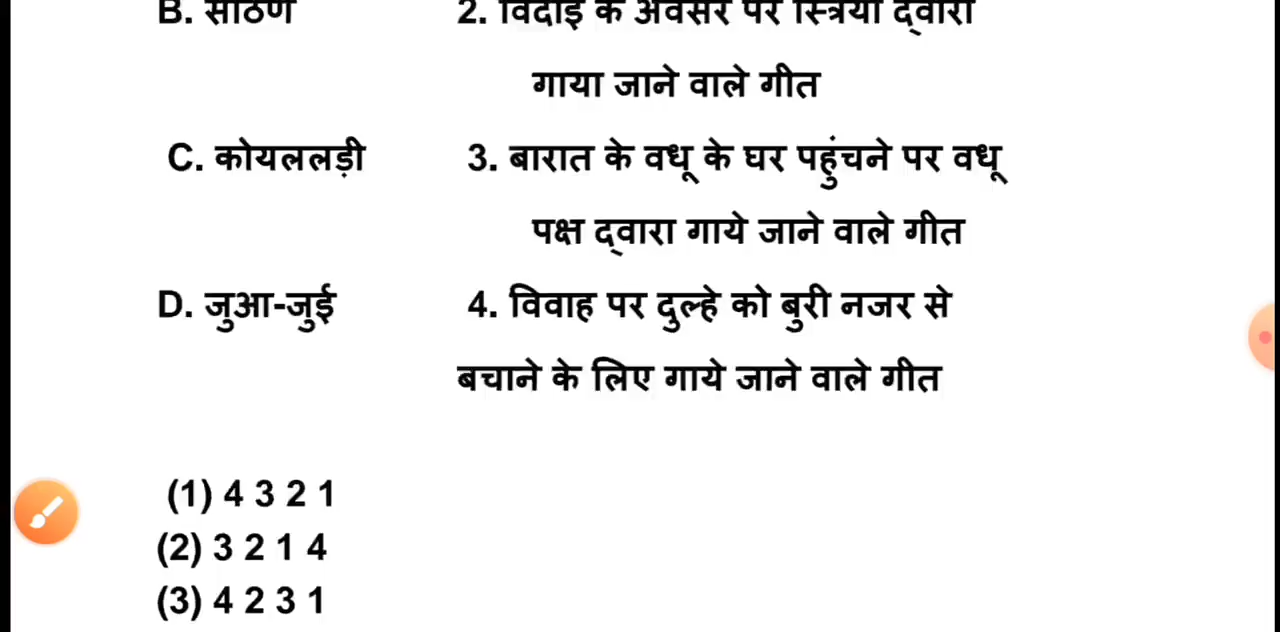 B. सीठणे 2. विदाई के अवसर पर स्त्रियों द्वारा
गाया जाने वाले गीत
C. कोयललड़ी 3. बारात के वधू के घर पहुंचने पर वधू
पक्ष द्वारा गाये जाने वाले गीत
D. जुआ-जुई 4. विवाह पर दुल्हे को बुरी नजर से
बचाने के लिए गाये जाने वाले गीत
(1) 4 3 2 1
(2) 3 2 1 4
(3) 4 2 3 1